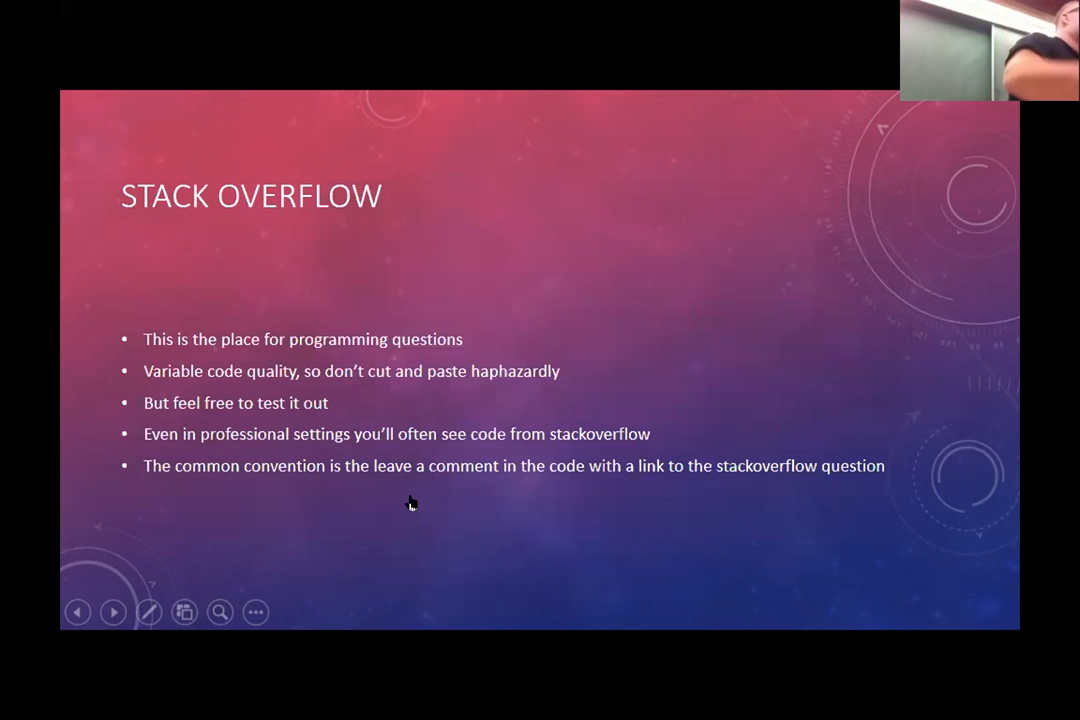 STACK OVERFLOW
• This is the place for programming questions
• Variable code quality, so don't cut and paste haphazardly
• But feel free to test it out
• Even in professional settings you'll often see code from stackoverflow
• The common convention is the leave a comment in the code with a link to the stackoverflow question